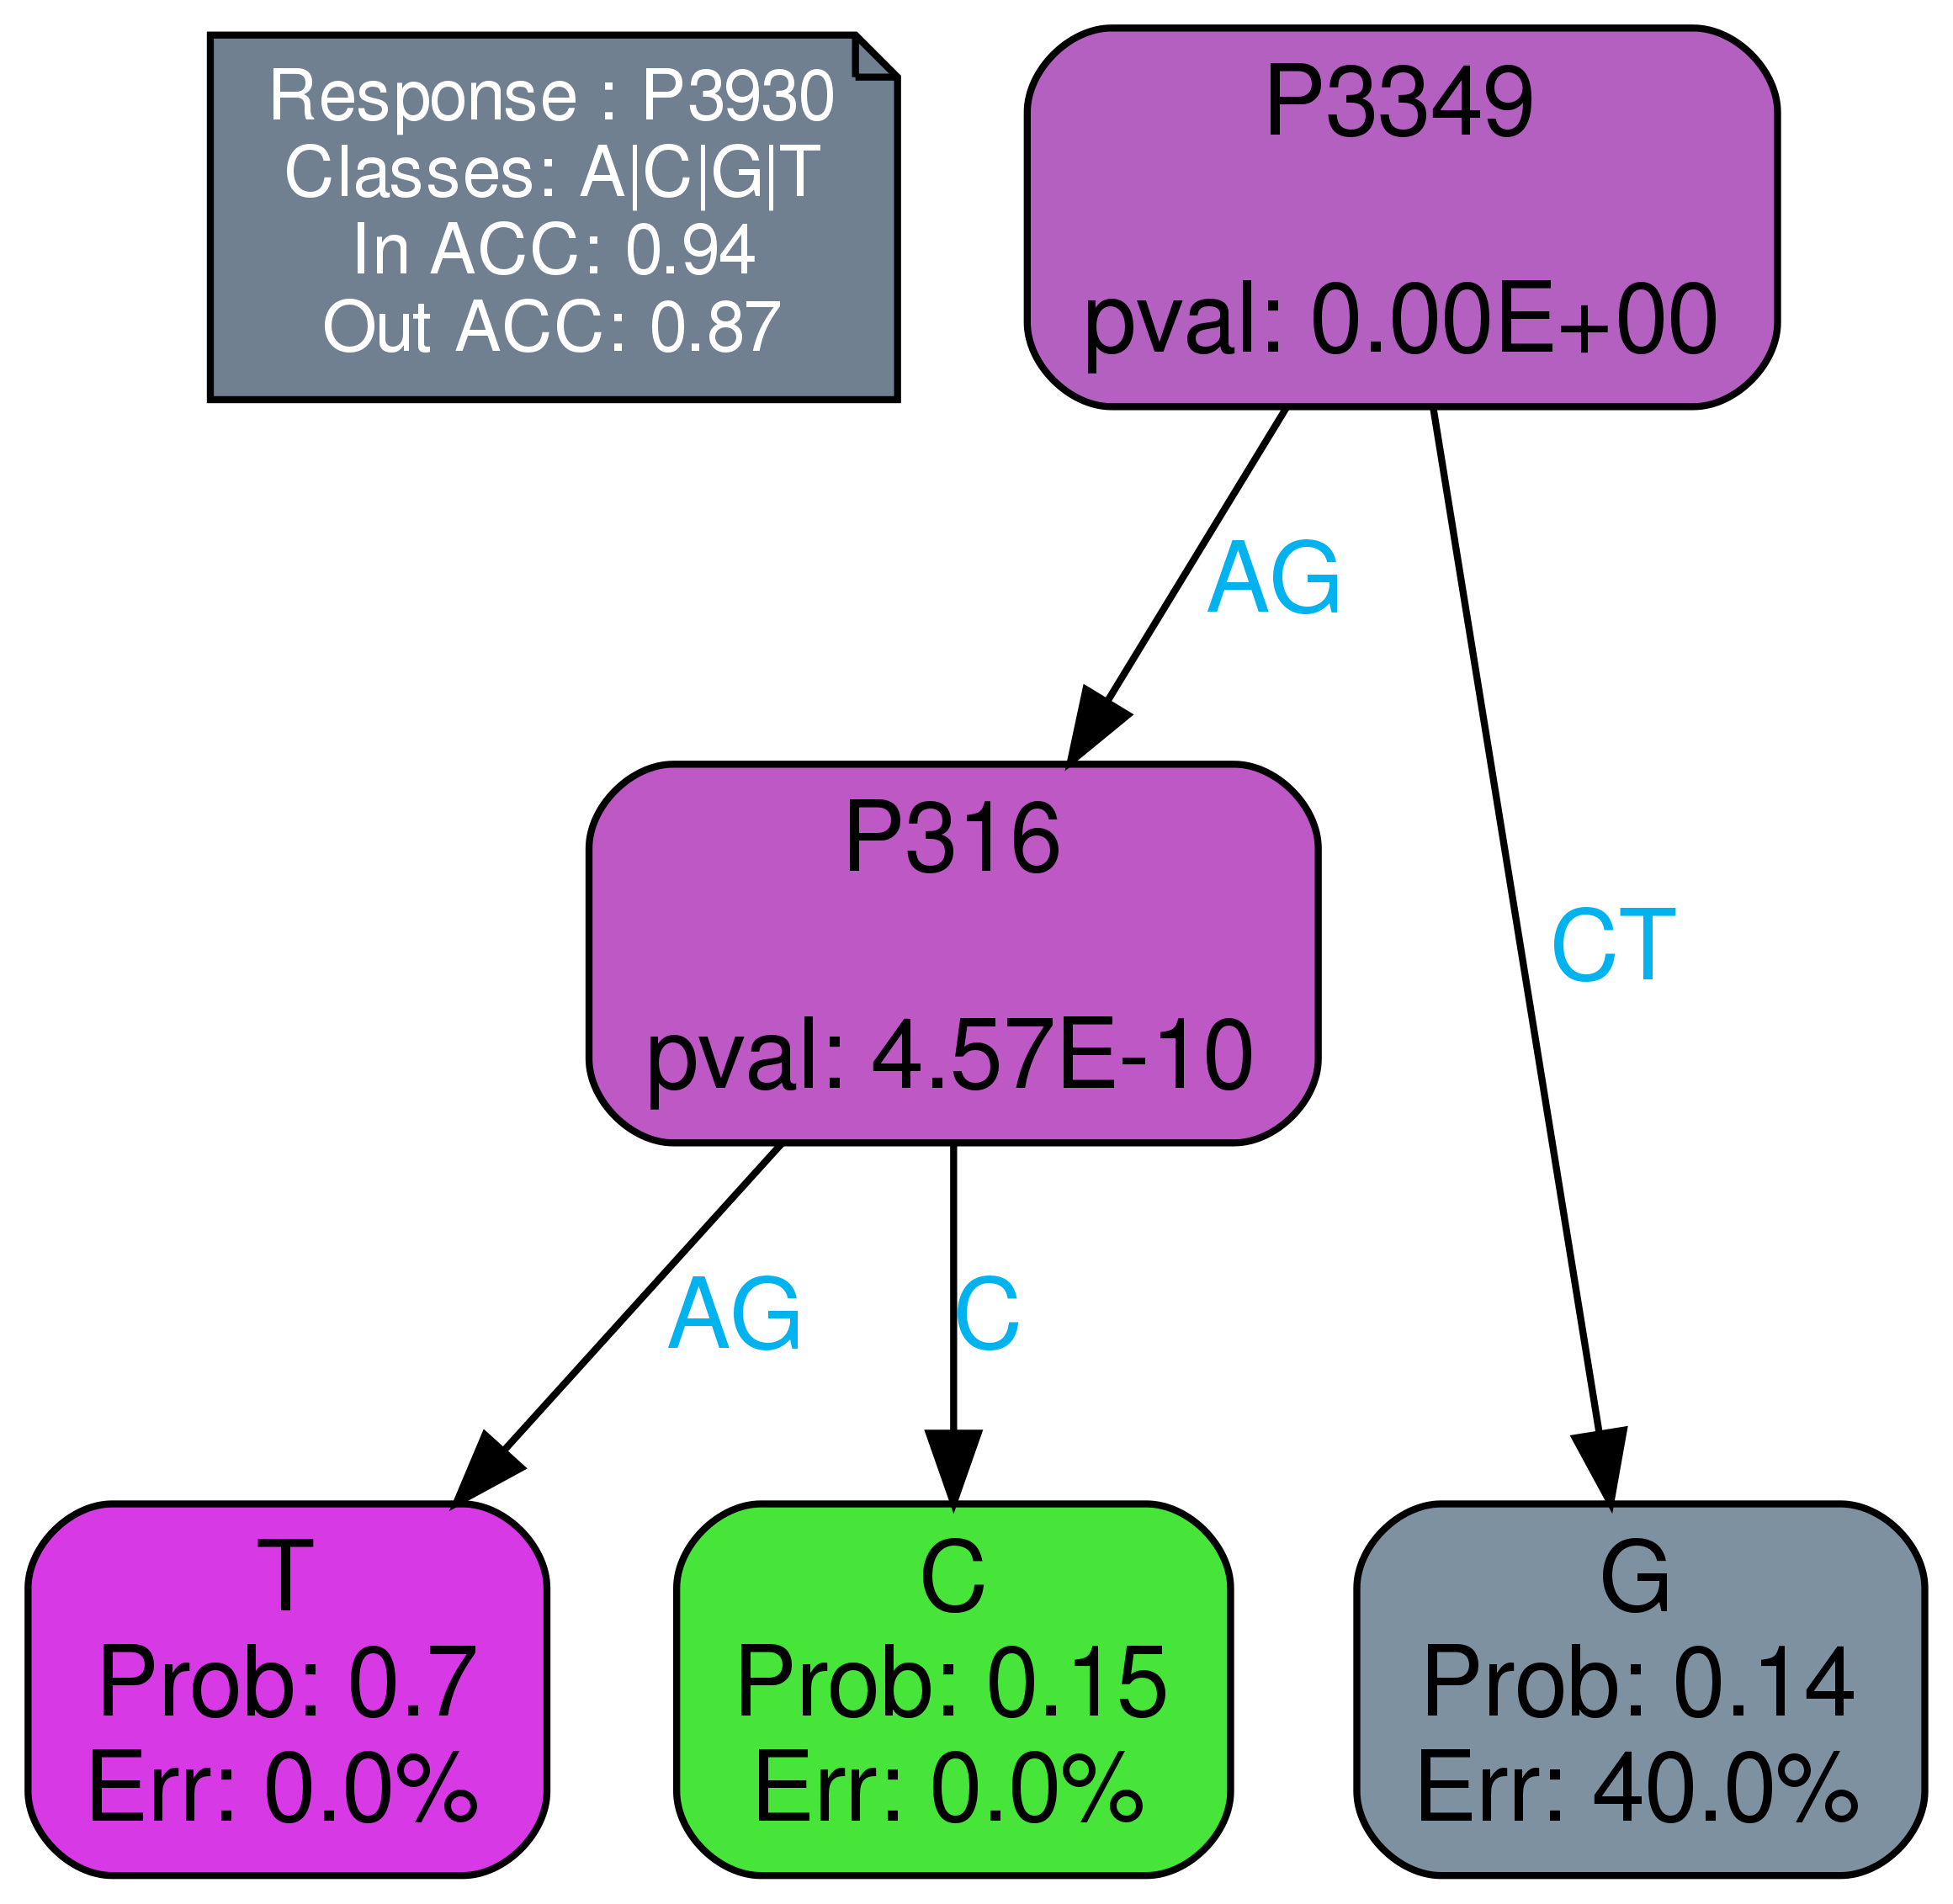 Response : P3930
Classes: A|C|G|T
In ACC: 0.94
Out ACC: 0.87
P3349
pval: 0.00E+00
AG
CT
P316
pval: 4.57E-10
AG
C
T
Prob: 0.7
Err: 0.0%
C
Prob: 0.15
Err: 0.0%
G
Prob: 0.14
Err: 40.0%